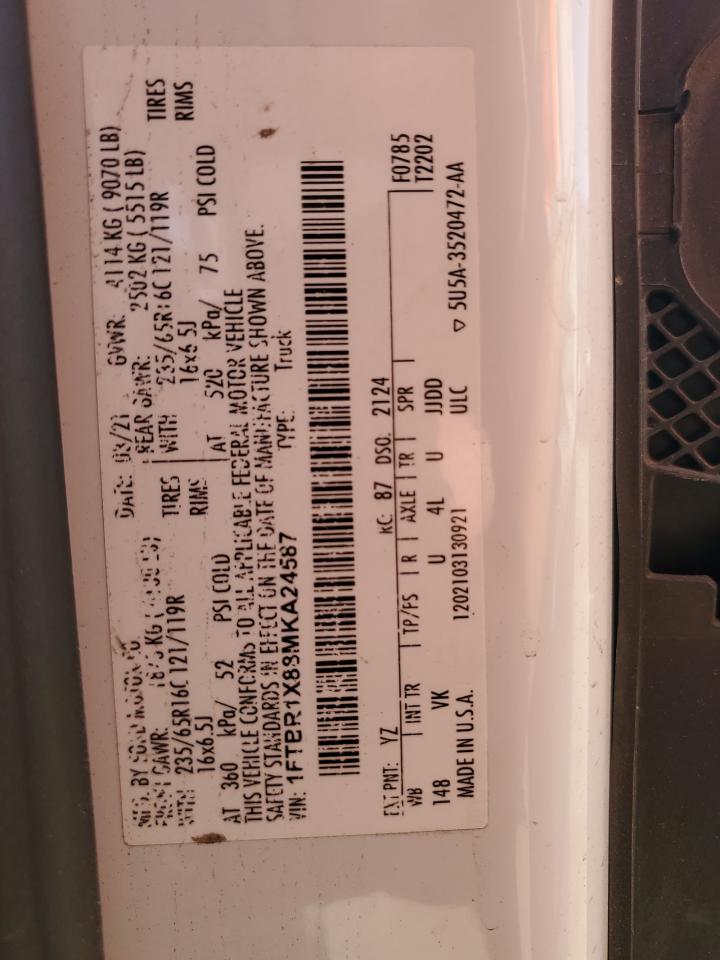 MFD. BY FORD MOTOR CO.
DATE: 03/21 GVWR: 4114 KG ( 9070 LB)
FRONT GAWR: KG
REAR GAWR: 2502 KG ( 5515 LB)
WITH 235/65R16C 121/119R TIRES
WITH 235/65R16C 121/119R TIRES
16x6.5J RIMS
16x6.5J RIMS
AT 360 kPa/ 52 PSI COLD
AT 520 kPa/ 75 PSI COLD
THIS VEHICLE CONFORMS TO ALL APPLICABLE FEDERAL MOTOR VEHICLE
SAFETY STANDARDS IN EFFECT ON THE DATE OF MANUFACTURE SHOWN ABOVE.
VIN: 1FTBR1X88MKA24587
TYPE: Truck
EXT PNT: YZ RC: 87 DSO: 2124
F0785
WB INT TR TP/PS R AXLE TR SPR
T2202
148 VK U 4L U JJDD
MADE IN U.S.A. 1202103130921 ULC
▽ 5U5A-3520472-AA